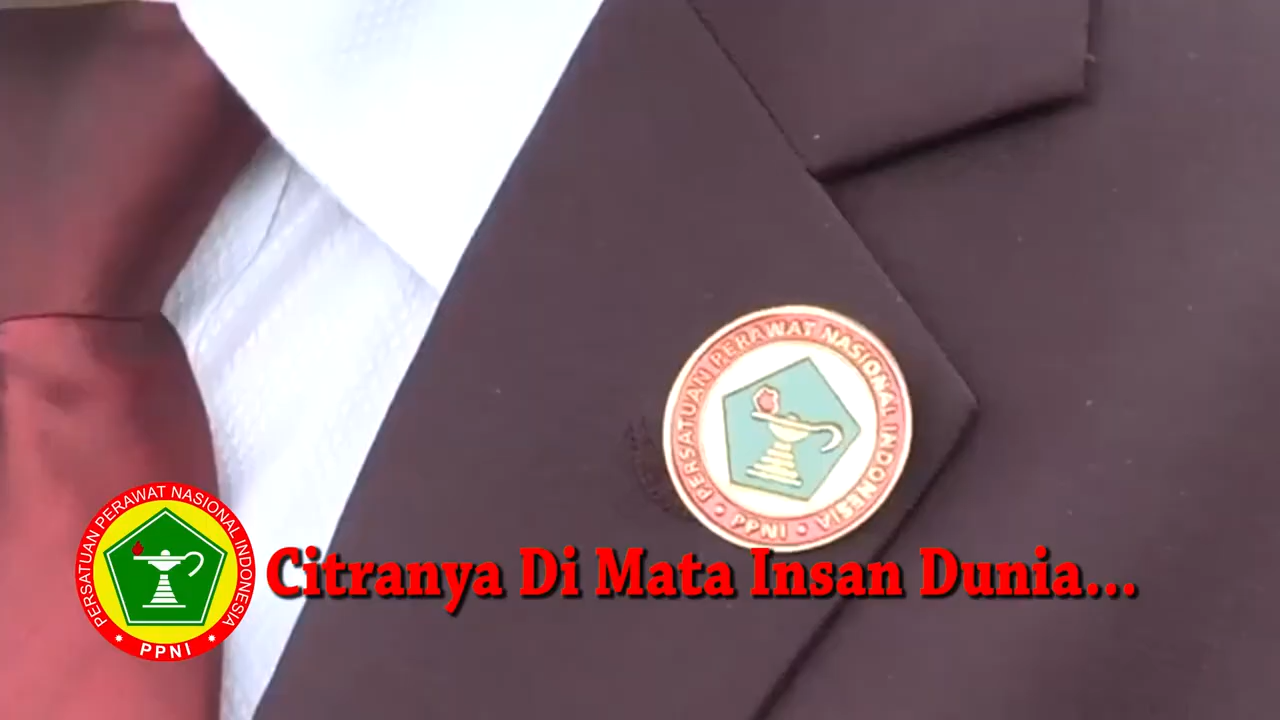 PERSATUAN PERAWAT NASIONAL INDONESIA
PPNI
PERSATUAN PERAWAT NASIONAL INDONESIA
PPNI
Citranya Di Mata Insan Dunia...